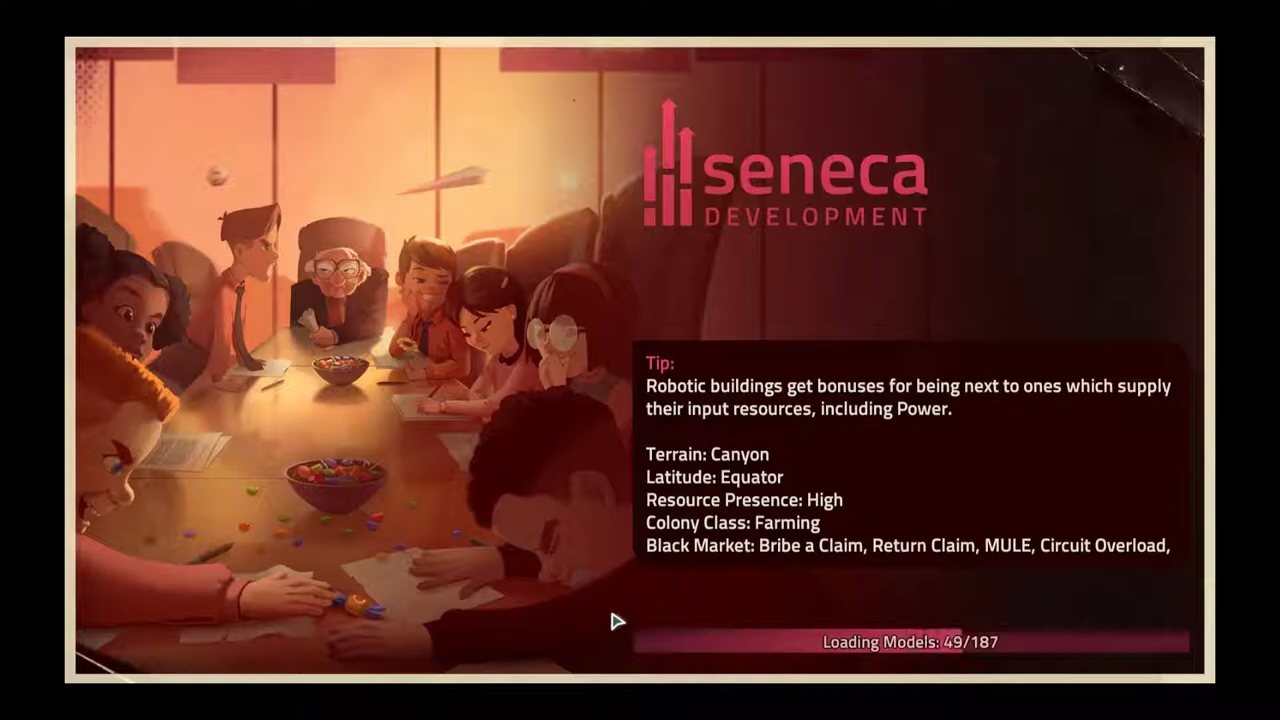 seneca
DEVELOPMENT
Tip:
Robotic buildings get bonuses for being next to ones which supply
their input resources, including Power.
Terrain: Canyon
Latitude: Equator
Resource Presence: High
Colony Class: Farming
Black Market: Bribe a Claim, Return Claim, MULE, Circuit Overload,
Loading Models: 49/187